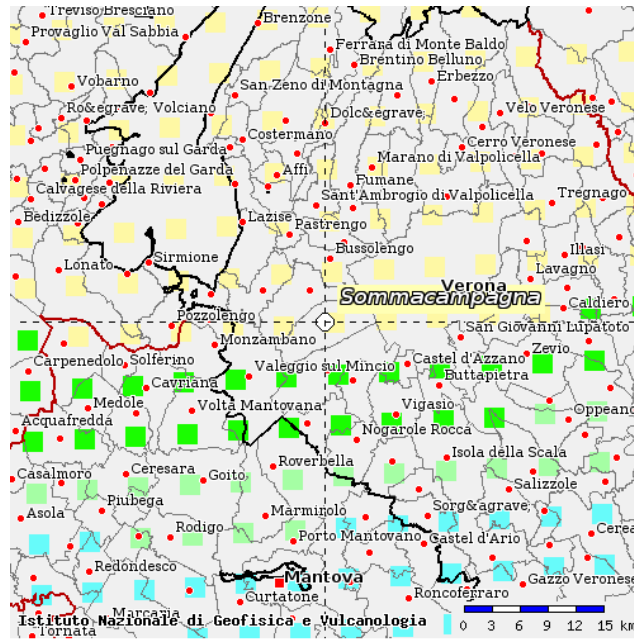 Treviso Bresciano
Brenzone
Provaglio Val Sabbia
Ferrara di Monte Baldo
Brentino Belluno
Vobarno
San Zeno di Montagna
Erbezzo
Ro&egrave; Volciano
Dolc&egrave;
Velo Veronese
Costermano
Cerro Veronese
Puegnago sul Garda
Marano di Valpolicella
Polpenazze del Garda
Affi
Fumane
Calvagese della Riviera
Sant'Ambrogio di Valpolicella
Tregnago
Bedizzole
Lazise
Pastrengo
Bussolengo
Illasi
Sirmione
Lonato
Lavagno
Verona
Sommacampagna
Caldiero
Pozzolengo
San Giovanni Lupatoto
Monzambano
Zevio
Carpenedolo
Solferino
Castel d'Azzano
Valeggio sul Mincio
Buttapietra
Cavriana
Medole
Volta Mantovana
Vigasio
Oppeano
Acquafredda
Nogarole Rocca
Isola della Scala
Roverbella
Casalmoro
Ceresara
Goito
Salizzole
Piubega
Asola
Marmirolo
Sorg&agrave;
Rodigo
Porto Mantovano
Castel d'Ario
Cerea
Redondesco
Mantova
Gazzo Veronese
Curtatone
Roncoferraro
Marcaria
Istituto Nazionale di Geofisica e Vulcanologia
Tornata
0 3 6 9 12 15 km